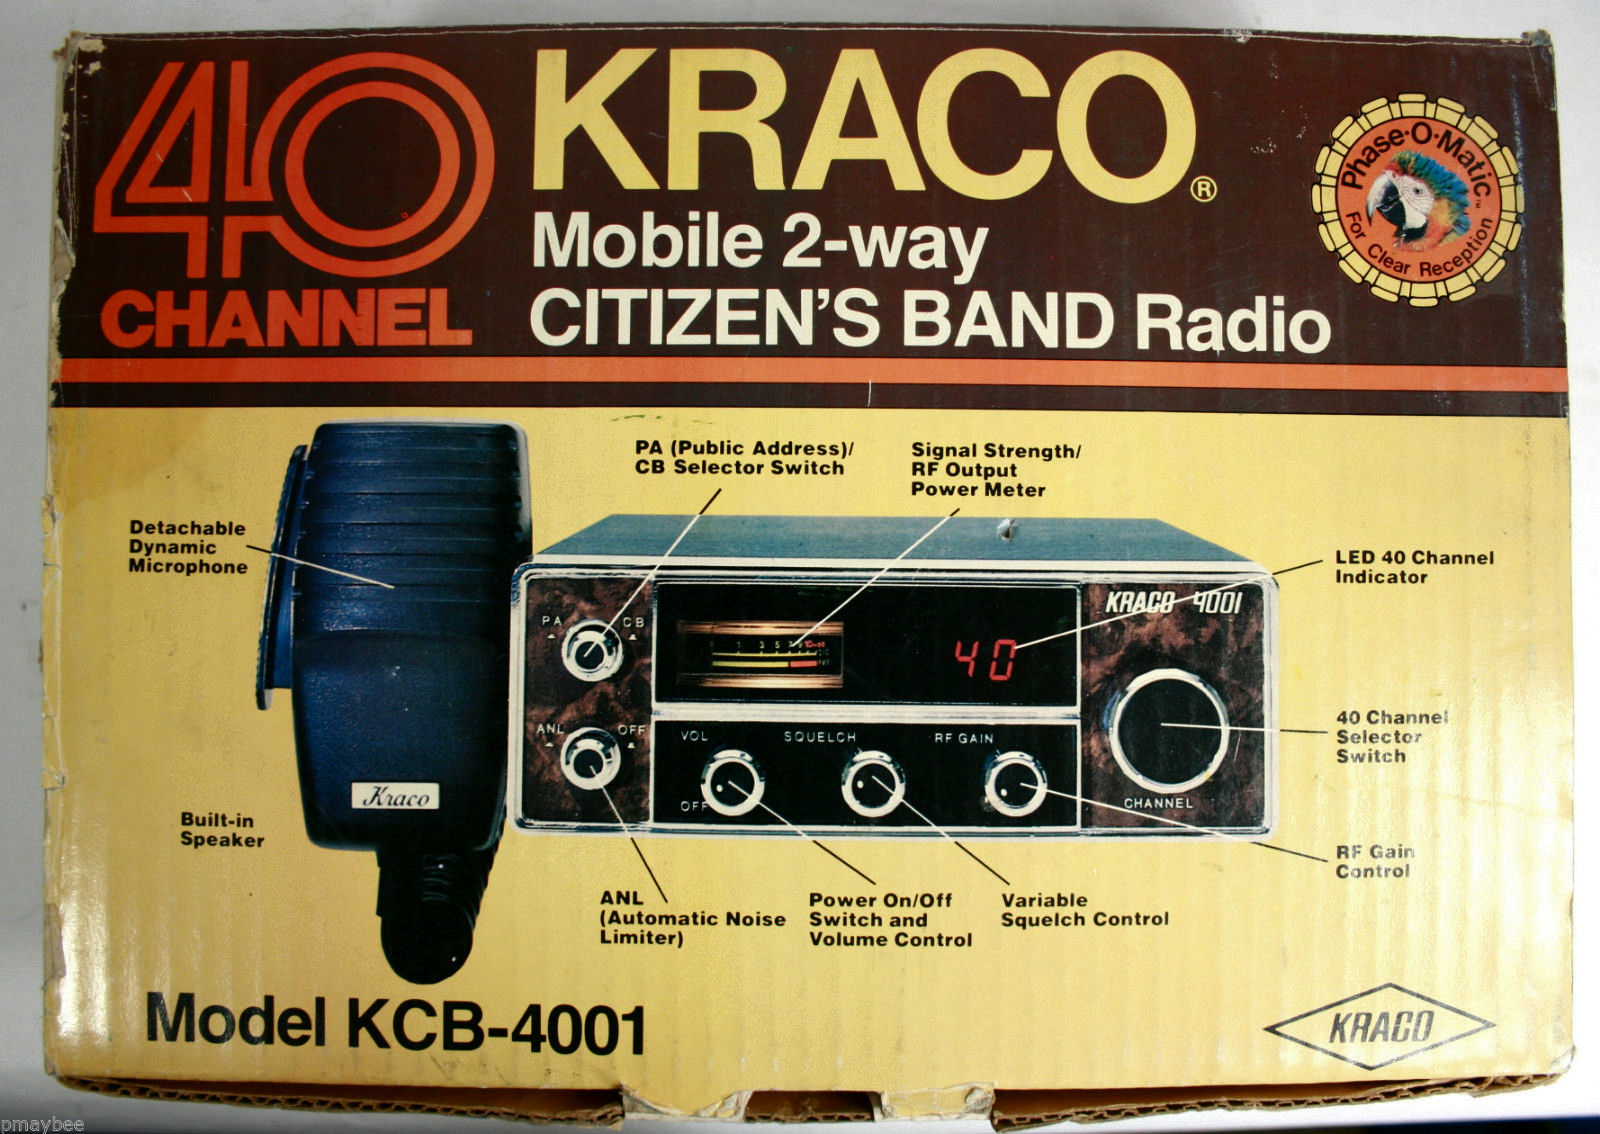 40
CHANNEL
KRACO®
Mobile 2-way
CITIZEN'S BAND Radio
Phase-O-Matic™
For Clear Reception
PA (Public Address)/
CB Selector Switch
Signal Strength/
RF Output
Power Meter
Detachable
Dynamic
Microphone
LED 40 Channel
Indicator
PA
CB
KRACO 4001
40
ANL
OFF
VOL
SQUELCH
RF GAIN
OFF
CHANNEL
40 Channel
Selector
Switch
Kraco
Built-in
Speaker
RF Gain
Control
ANL
(Automatic Noise
Limiter)
Power On/Off
Switch and
Volume Control
Variable
Squelch Control
Model KCB-4001
KRACO
pmaybee